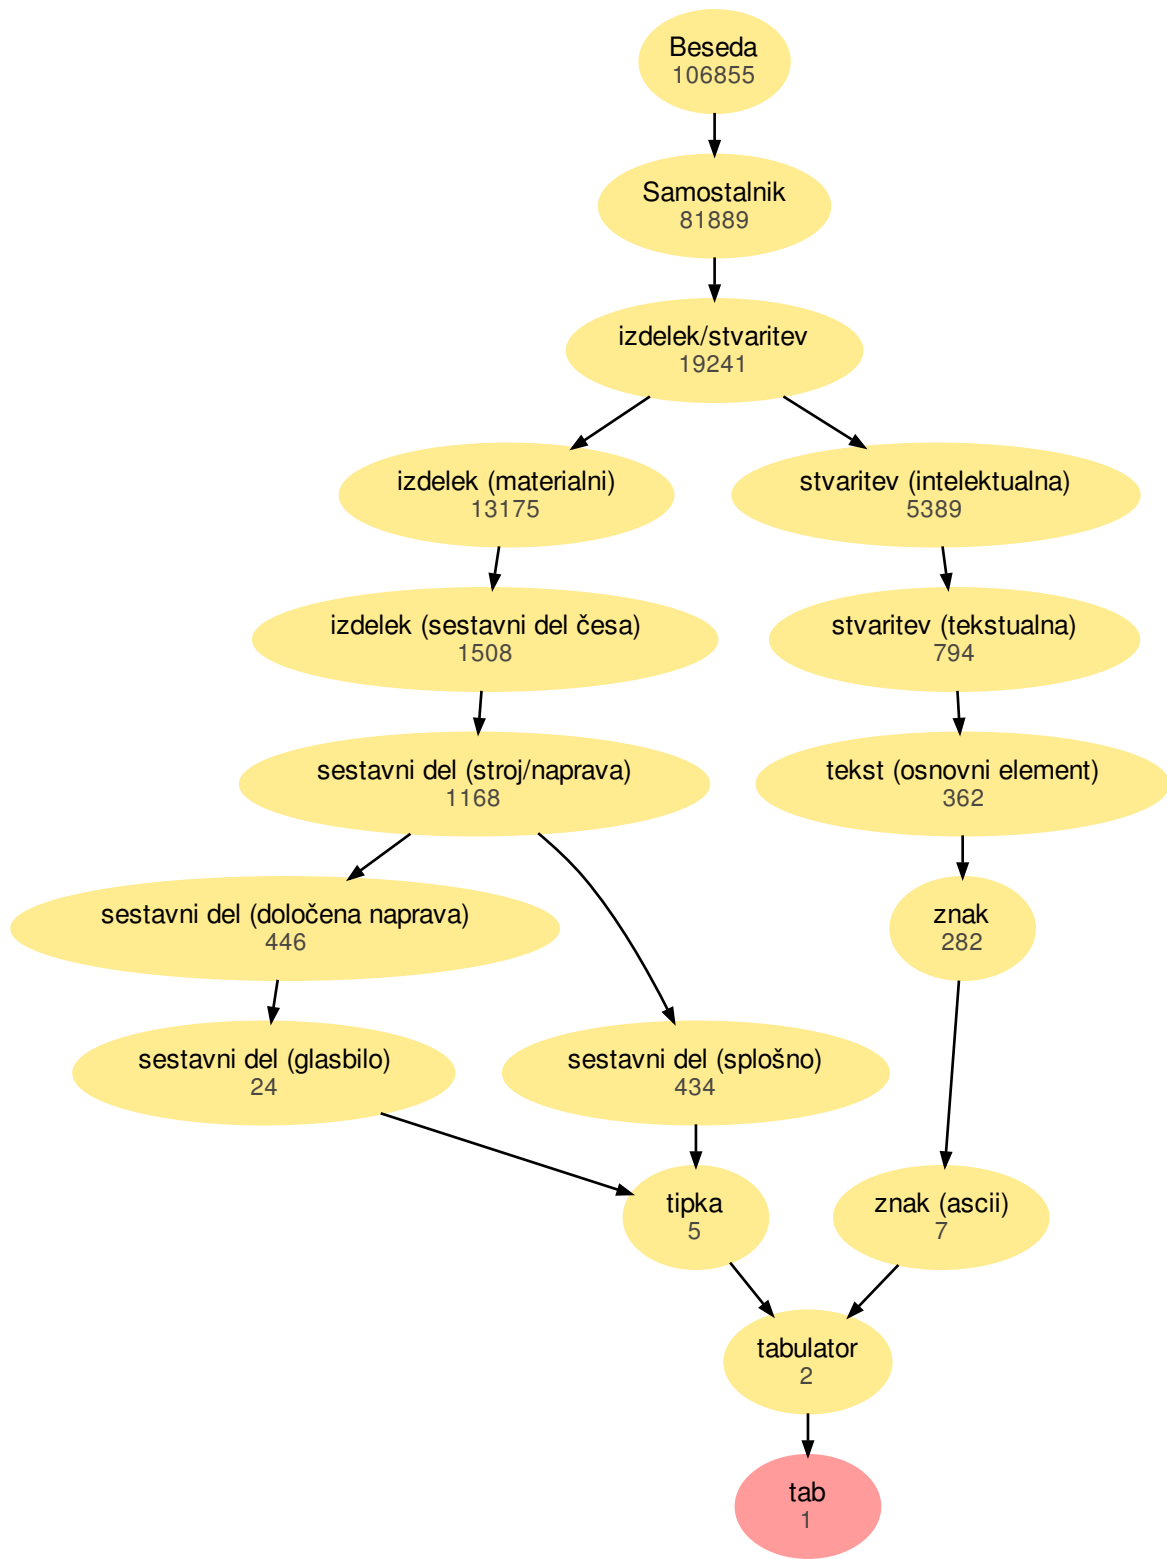 Beseda
106855
Samostalnik
81889
izdelek/stvaritev
19241
izdelek (materialni)
13175
stvaritev (intelektualna)
5389
izdelek (sestavni del česa)
1508
stvaritev (tekstualna)
794
sestavni del (stroj/naprava)
1168
tekst (osnovni element)
362
sestavni del (določena naprava)
446
znak
282
sestavni del (glasbilo)
24
sestavni del (splošno)
434
tipka
5
znak (ascii)
7
tabulator
2
tab
1